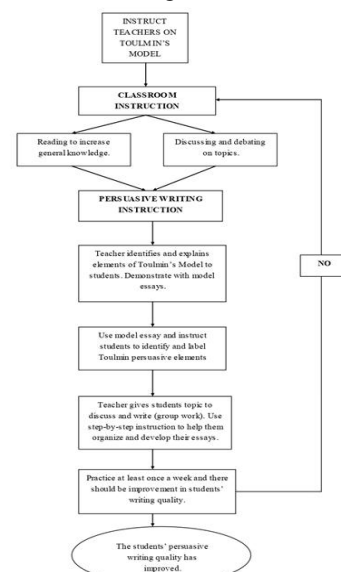 INSTRUCT
TEACHERS ON
TOULMIN'S
MODEL
CLASSROOM
INSTRUCTION
Reading to increase
general knowledge.
Discussing and debating
on topics.
PERSUASIVE WRITING
INSTRUCTION
Teacher identifies and explains
elements of Toulmin's Model to
students. Demonstrate with model
essays.
NO
Use model essay and instruct
students to identify and label
Toulmin persuasive elements
Teacher gives students topic to
discuss and write (group work). Use
step-by-step instruction to help them
organize and develop their essays.
Practice at least once a week and there
should be improvement in students'
writing quality.
The students' persuasive
writing quality has
improved.